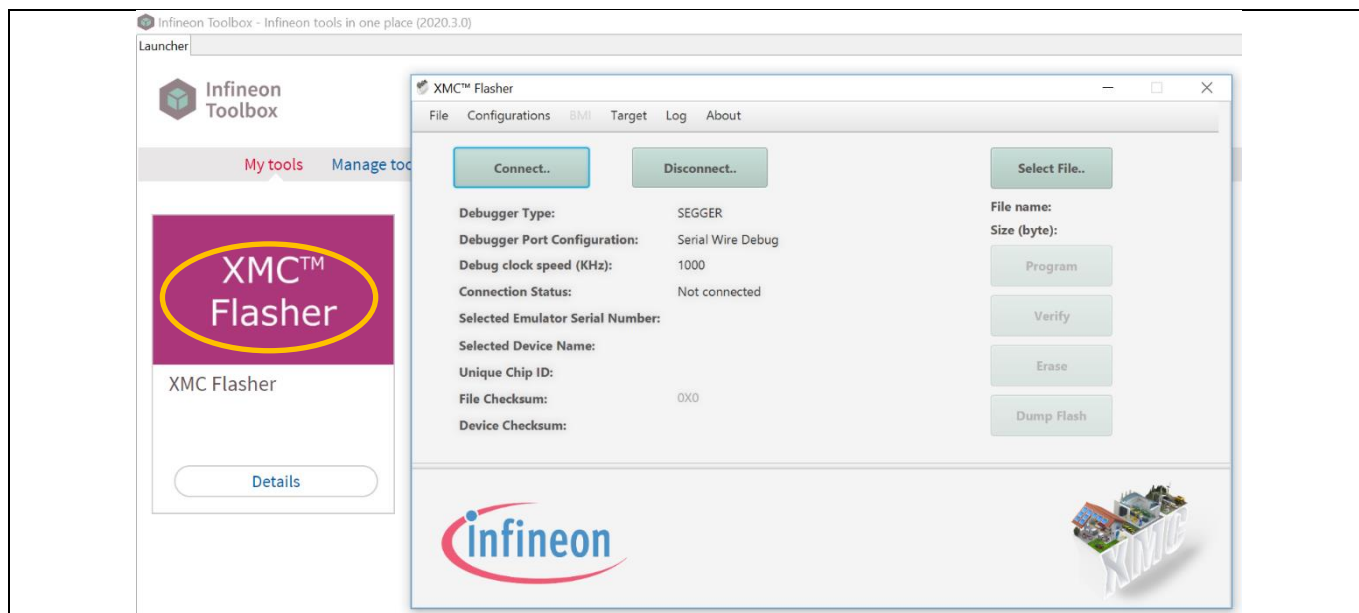 Infineon Toolbox - Infineon tools in one place (2020.3.0)
Launcher
Infineon
Toolbox
My tools Manage too
XMC™
Flasher
XMC Flasher
Details
XMC™ Flasher
File Configurations BMI Target Log About
Connect.. Disconnect.. Select File..
Debugger Type: SEGGER File name:
Debugger Port Configuration: Serial Wire Debug Size (byte):
Debug clock speed (KHz): 1000 Program
Connection Status: Not connected
Selected Emulator Serial Number: Verify
Selected Device Name:
Unique Chip ID: Erase
File Checksum: 0X0
Device Checksum: Dump Flash
infineon
XMC